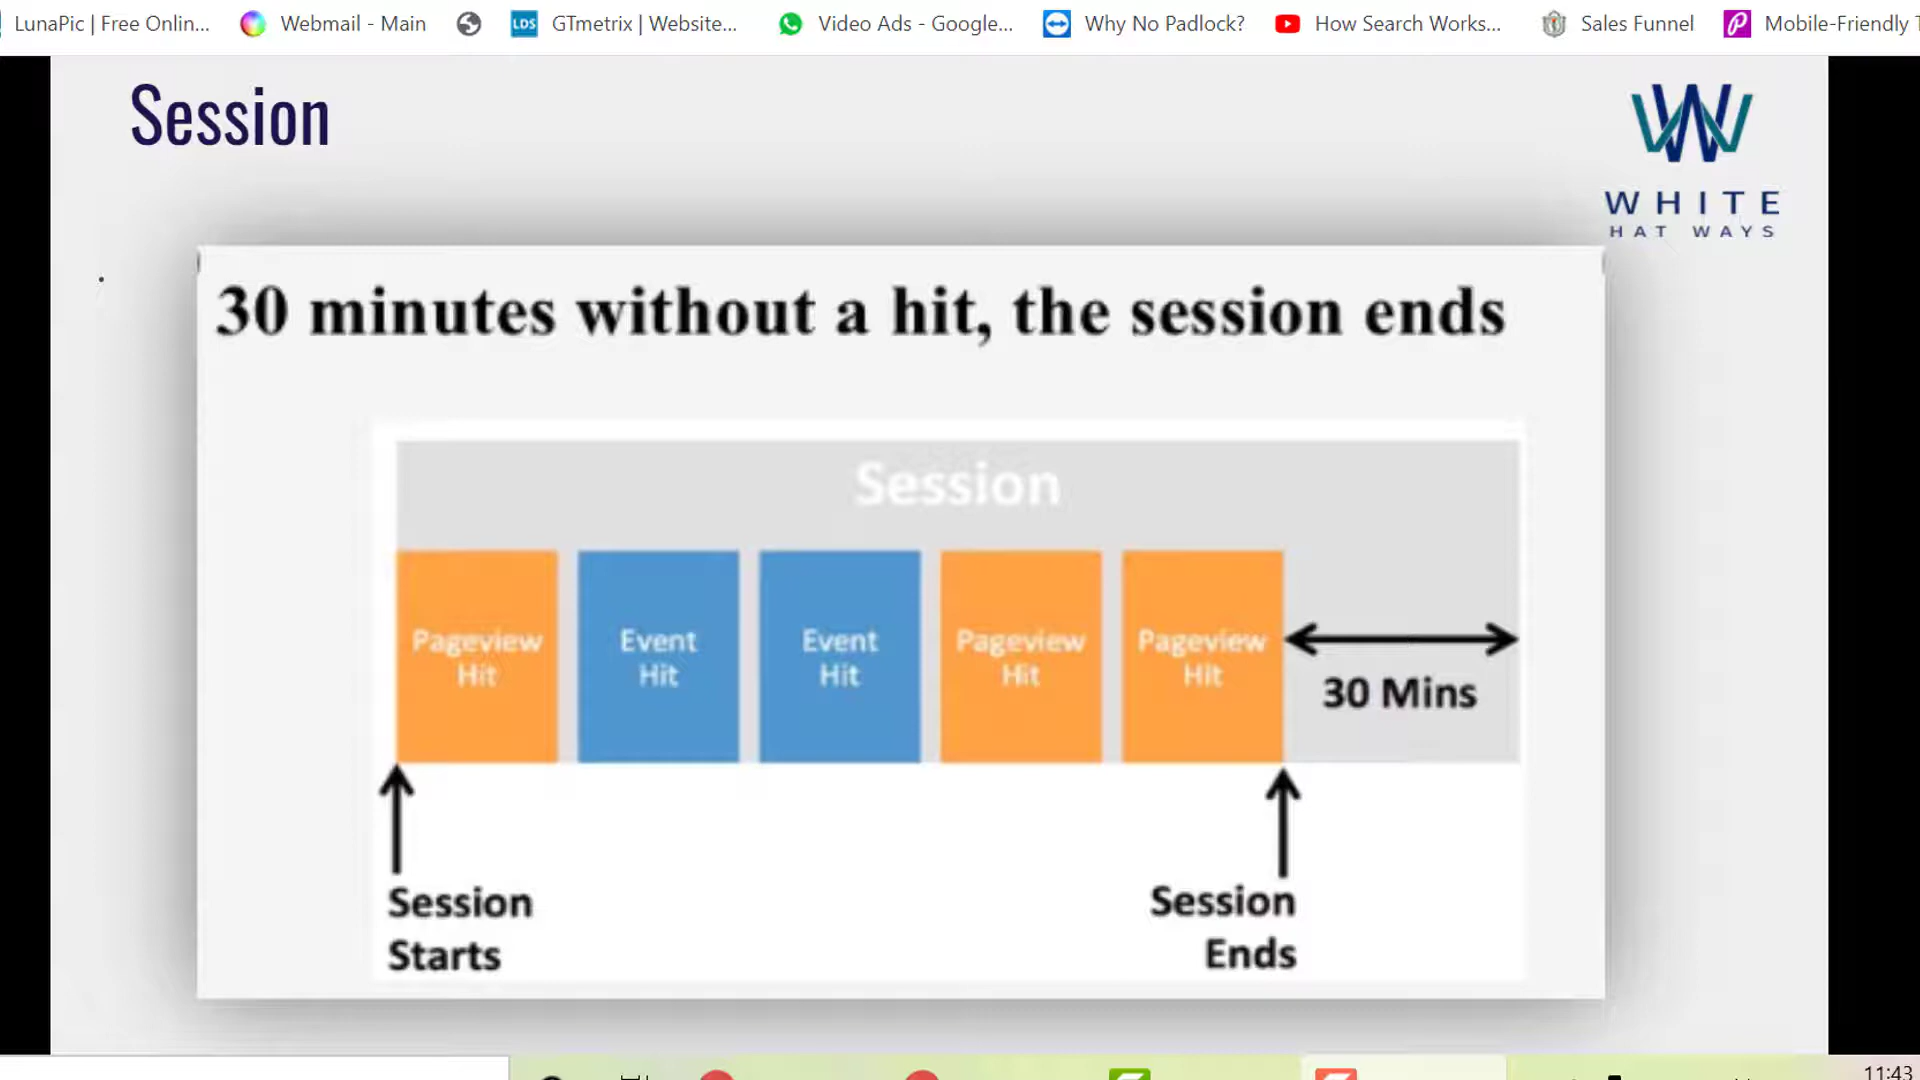 LunaPic | Free Onlin...
Webmail - Main
LDS
GTmetrix | Website...
Video Ads - Google...
Why No Padlock?
How Search Works...
Sales Funnel
Mobile-Friendly
Session
W H I T E
HAT WAYS
30 minutes without a hit, the session ends
Session
Pageview
Hit
Event
Hit
Event
Hit
Pageview
Hit
Pageview
Hit
30 Mins
Session
Starts
Session
Ends
11:43